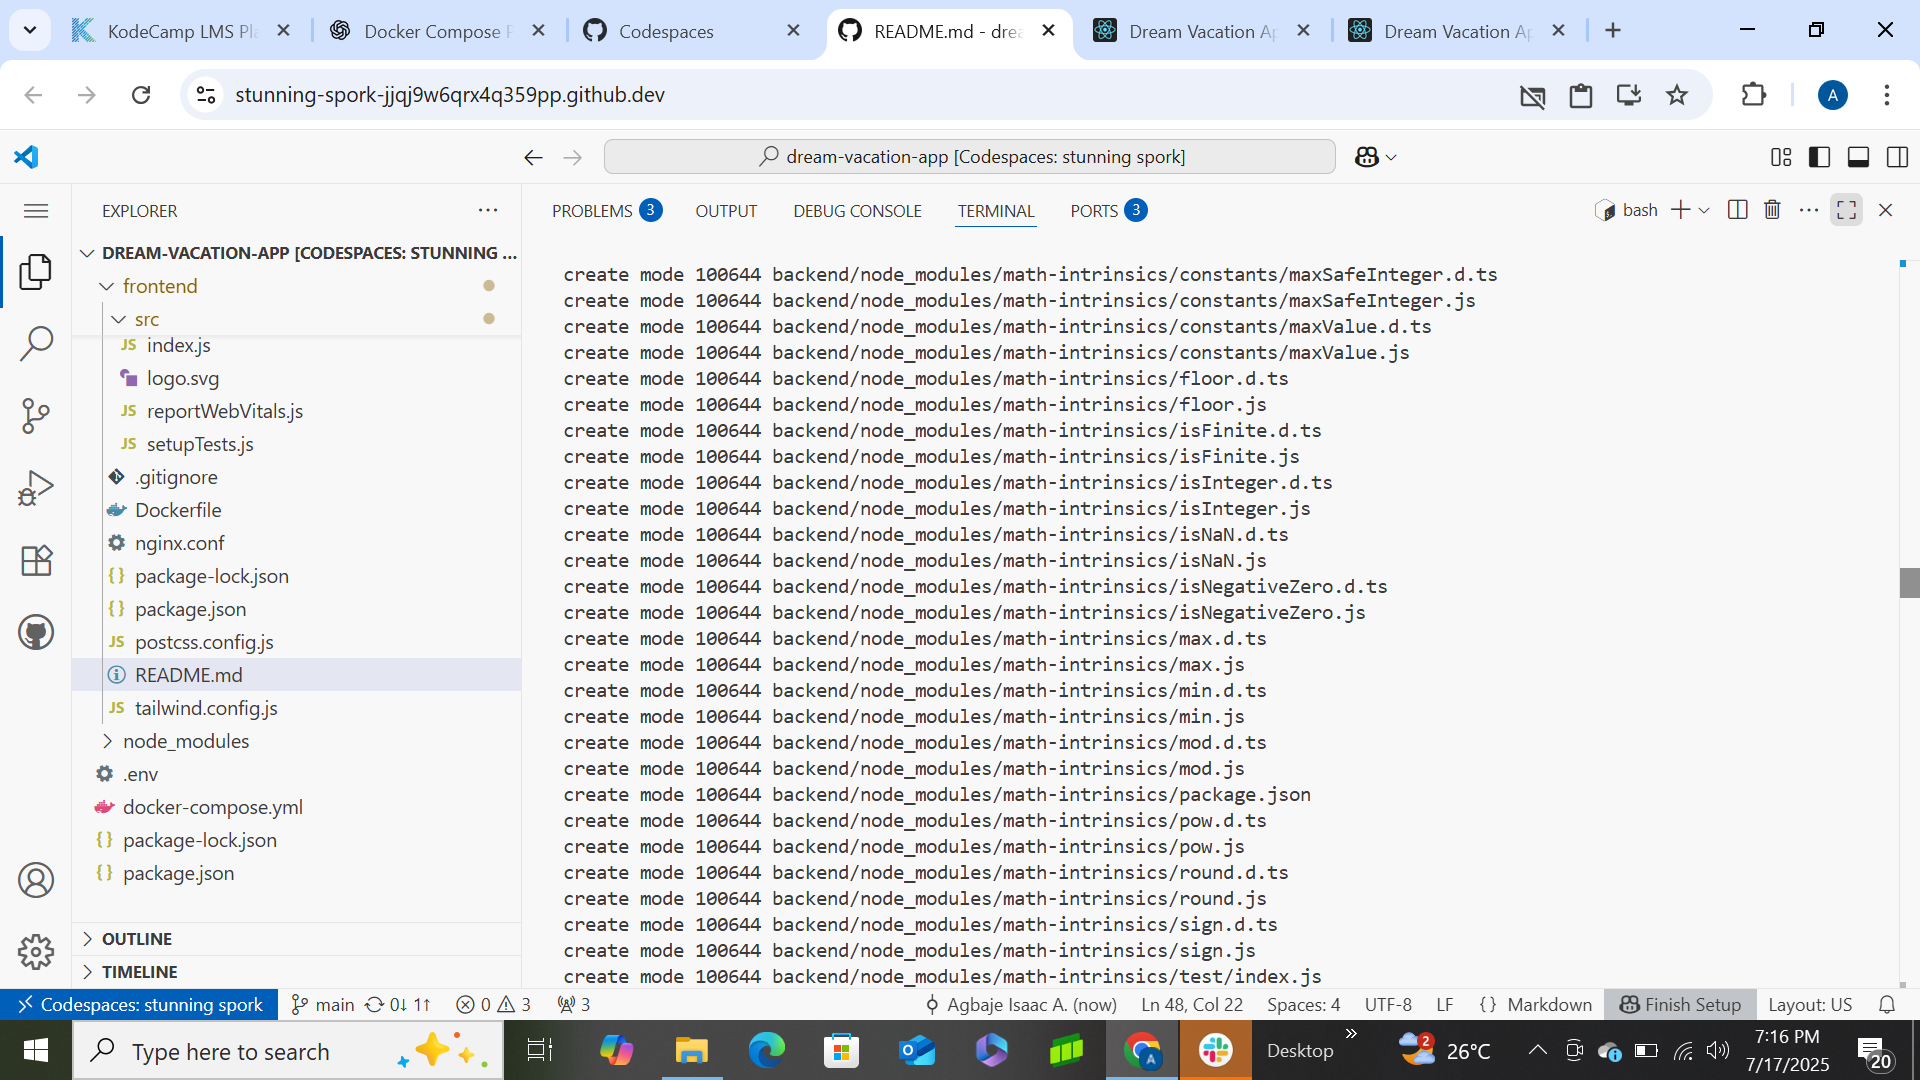 KodeCamp LMS Pla
Docker Compose P
Codespaces
README.md - drea
Dream Vacation Ap
Dream Vacation Ap
stunning-spork-jjqj9w6qrx4q359pp.github.dev
A
dream-vacation-app [Codespaces: stunning spork]
EXPLORER
PROBLEMS 3 OUTPUT DEBUG CONSOLE TERMINAL PORTS 3
bash
DREAM-VACATION-APP [CODESPACES: STUNNING ...
frontend
src
index.js
logo.svg
reportWebVitals.js
setupTests.js
.gitignore
Dockerfile
nginx.conf
package-lock.json
package.json
postcss.config.js
README.md
tailwind.config.js
node_modules
.env
docker-compose.yml
package-lock.json
package.json
OUTLINE
TIMELINE
create mode 100644 backend/node_modules/math-intrinsics/constants/maxSafeInteger.d.ts
create mode 100644 backend/node_modules/math-intrinsics/constants/maxSafeInteger.js
create mode 100644 backend/node_modules/math-intrinsics/constants/maxValue.d.ts
create mode 100644 backend/node_modules/math-intrinsics/constants/maxValue.js
create mode 100644 backend/node_modules/math-intrinsics/floor.d.ts
create mode 100644 backend/node_modules/math-intrinsics/floor.js
create mode 100644 backend/node_modules/math-intrinsics/isFinite.d.ts
create mode 100644 backend/node_modules/math-intrinsics/isFinite.js
create mode 100644 backend/node_modules/math-intrinsics/isInteger.d.ts
create mode 100644 backend/node_modules/math-intrinsics/isInteger.js
create mode 100644 backend/node_modules/math-intrinsics/isNaN.d.ts
create mode 100644 backend/node_modules/math-intrinsics/isNaN.js
create mode 100644 backend/node_modules/math-intrinsics/isNegativeZero.d.ts
create mode 100644 backend/node_modules/math-intrinsics/isNegativeZero.js
create mode 100644 backend/node_modules/math-intrinsics/max.d.ts
create mode 100644 backend/node_modules/math-intrinsics/max.js
create mode 100644 backend/node_modules/math-intrinsics/min.d.ts
create mode 100644 backend/node_modules/math-intrinsics/min.js
create mode 100644 backend/node_modules/math-intrinsics/mod.d.ts
create mode 100644 backend/node_modules/math-intrinsics/mod.js
create mode 100644 backend/node_modules/math-intrinsics/package.json
create mode 100644 backend/node_modules/math-intrinsics/pow.d.ts
create mode 100644 backend/node_modules/math-intrinsics/pow.js
create mode 100644 backend/node_modules/math-intrinsics/round.d.ts
create mode 100644 backend/node_modules/math-intrinsics/round.js
create mode 100644 backend/node_modules/math-intrinsics/sign.d.ts
create mode 100644 backend/node_modules/math-intrinsics/sign.js
create mode 100644 backend/node_modules/math-intrinsics/test/index.js
Codespaces: stunning spork main 0↓ 1↑ 0 3 3 Agbaje Isaac A. (now) Ln 48, Col 22 Spaces: 4 UTF-8 LF {} Markdown Finish Setup Layout: US
Type here to search
Desktop
2
26°C
7:16 PM
7/17/2025
20